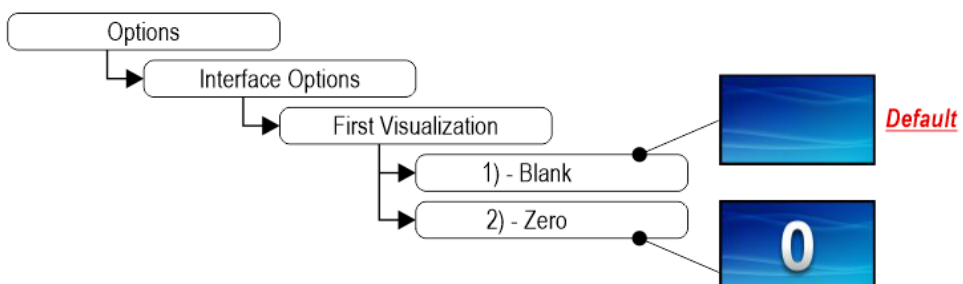 Options
Interface Options
First Visualization
1) - Blank
Default
2) - Zero
0